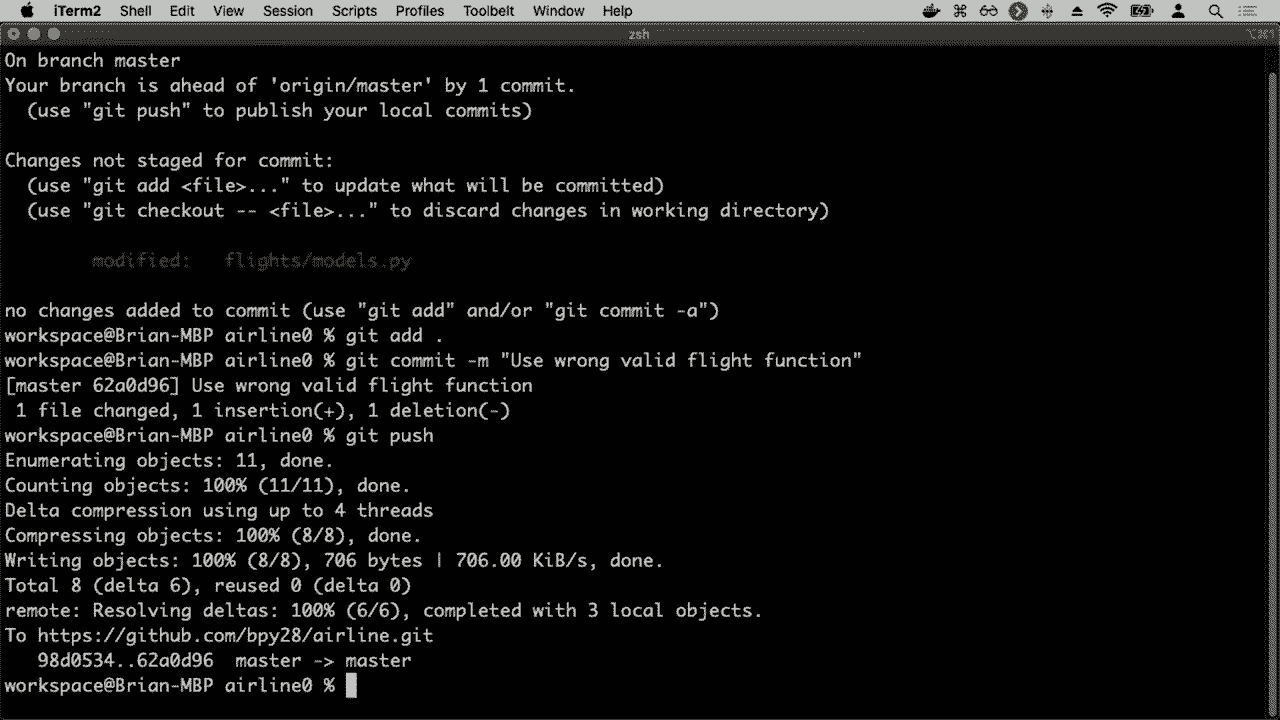 iTerm2 Shell Edit View Session Scripts Profiles Toolbelt Window Help
zsh
On branch master
Your branch is ahead of 'origin/master' by 1 commit.
  (use "git push" to publish your local commits)
Changes not staged for commit:
  (use "git add <file>..." to update what will be committed)
  (use "git checkout -- <file>..." to discard changes in working directory)
        modified:   flights/models.py
no changes added to commit (use "git add" and/or "git commit -a")
workspace@Brian-MBP airline0 % git add .
workspace@Brian-MBP airline0 % git commit -m "Use wrong valid flight function"
[master 62a0d96] Use wrong valid flight function
 1 file changed, 1 insertion(+), 1 deletion(-)
workspace@Brian-MBP airline0 % git push
Enumerating objects: 11, done.
Counting objects: 100% (11/11), done.
Delta compression using up to 4 threads
Compressing objects: 100% (8/8), done.
Writing objects: 100% (8/8), 706 bytes | 706.00 KiB/s, done.
Total 8 (delta 6), reused 0 (delta 0)
remote: Resolving deltas: 100% (6/6), completed with 3 local objects.
To https://github.com/bpy28/airline.git
   98d0534..62a0d96  master -> master
workspace@Brian-MBP airline0 %